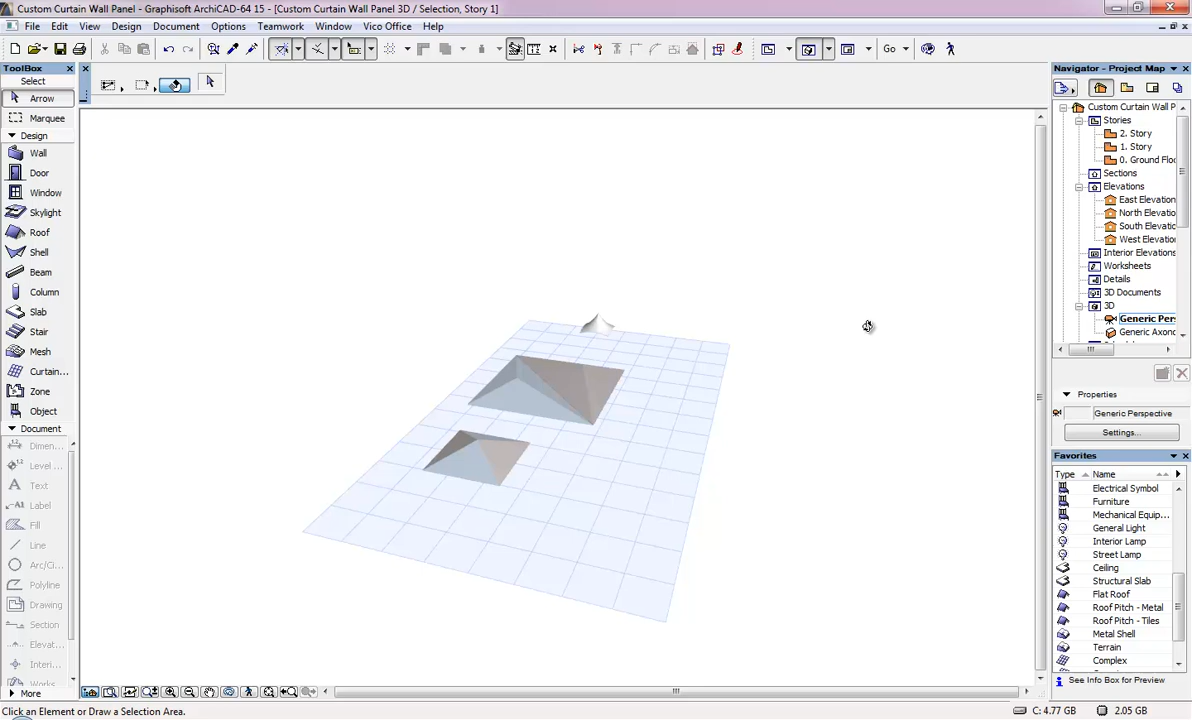 Custom Curtain Wall Panel - Graphisoft ArchiCAD-64 15 - [Custom Curtain Wall Panel 3D / Selection, Story 1]
File Edit View Design Document Options Teamwork Window Vico Office Help
Go
ToolBox
Select
Arrow
Marquee
Design
Wall
Door
Window
Skylight
Roof
Shell
Beam
Column
Slab
Stair
Mesh
Curtain...
Zone
Object
Document
Dimen...
Level ...
Text
Label
Fill
Line
Arc/Ci...
Polyline
Drawing
Section
Elevat...
Interi...
Works
More
Navigator - Project Map
Custom Curtain Wall P
Stories
2. Story
1. Story
0. Ground Floo
Sections
Elevations
East Elevation
North Elevatio
South Elevatio
West Elevation
Interior Elevations
Worksheets
Details
3D Documents
3D
Generic Pers
Generic Axono
Properties
Generic Perspective
Settings...
Favorites
Type Name
Electrical Symbol
Furniture
Mechanical Equip...
General Light
Interior Lamp
Street Lamp
Ceiling
Structural Slab
Flat Roof
Roof Pitch - Metal
Roof Pitch - Tiles
Metal Shell
Terrain
Complex
See Info Box for Preview
Click an Element or Draw a Selection Area.
C: 4.77 GB
2.05 GB